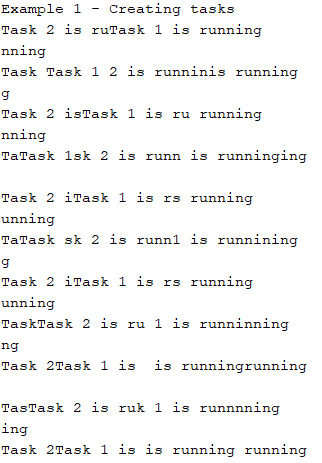 Example 1 - Creating tasks
Task 2 is ruTask 1 is running
nning
Task Task 1 2 is runninis running
g
Task 2 isTask 1 is ru running
nning
TaTask 1sk 2 is runn is runninging

Task 2 iTask 1 is rs running
unning
TaTask sk 2 is runn1 is runnining
g
Task 2 iTask 1 is rs running
unning
TaskTask 2 is ru 1 is runninning
ng
Task 2Task 1 is  is runningrunning

TasTask 2 is ruk 1 is runnnning
ing
Task 2Task 1 is is running running